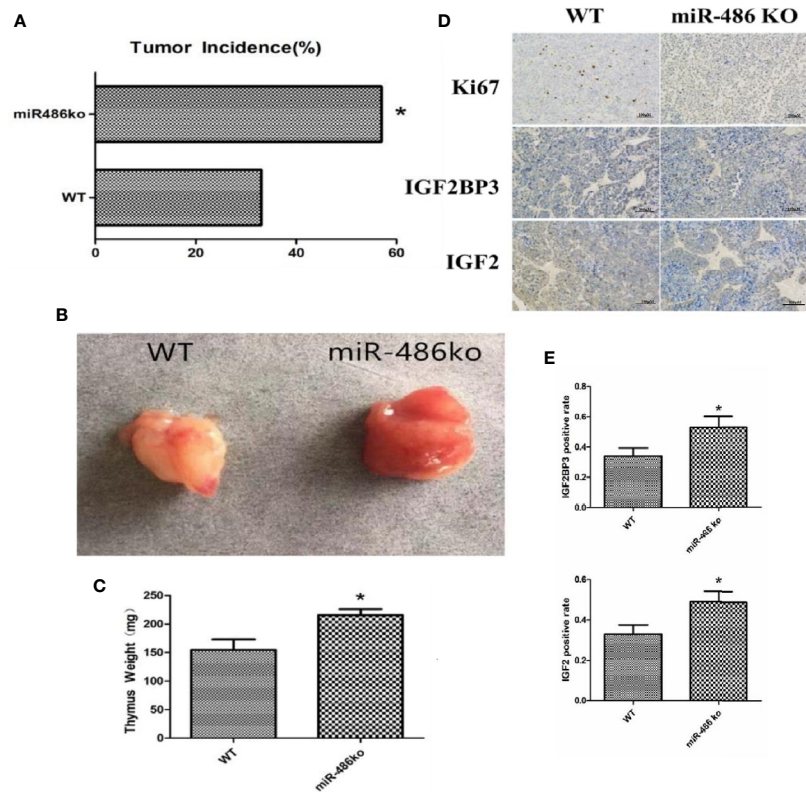 A
Tumor Incidence(%)
miR486ko
*
WT
0 20 40 60
B
WT miR-486ko
C
Thymus Weight (mg)
250
200
150
100
50
0
*
WT
miR-486ko
D
WT miR-486 KO
Ki67
IGF2BP3
IGF2
E
IGF2BP3 positive rate
0.8
0.6
0.4
0.2
0.0
*
WT
miR-486 ko
IGF2 positive rate
0.6
0.4
0.2
0.0
*
WT
miR-486 ko